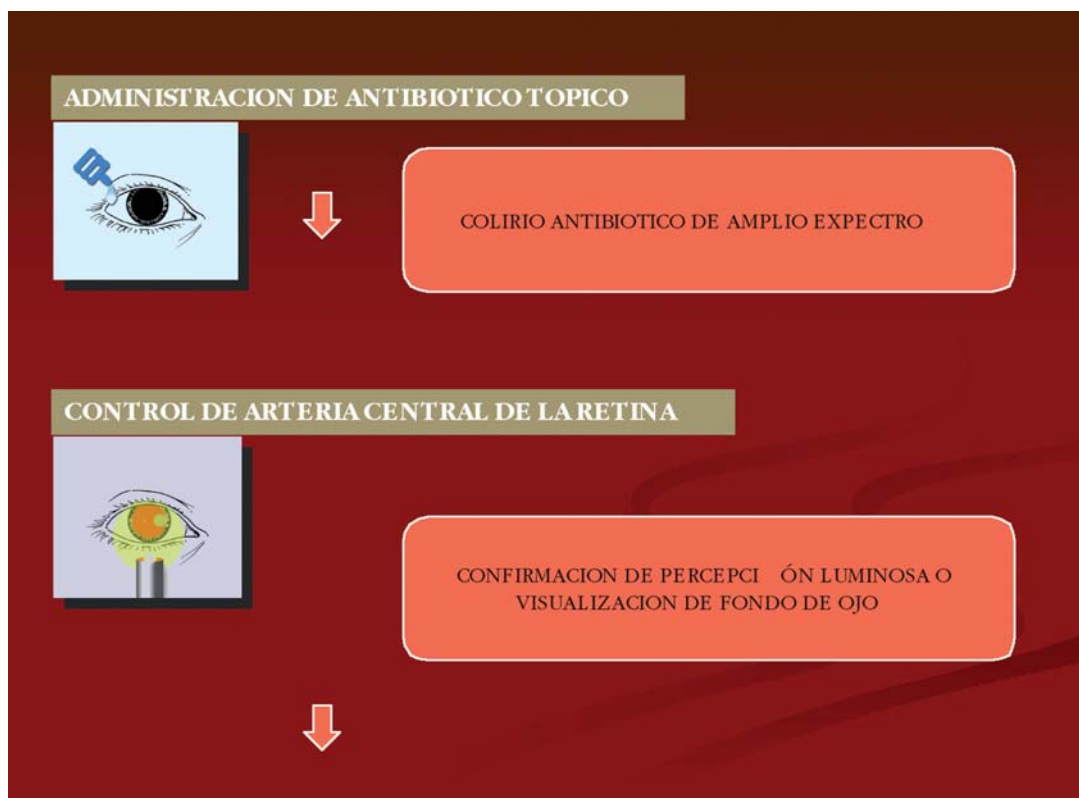 ADMINISTRACION DE ANTIBIOTICO TOPICO
COLIRIO ANTIBIOTICO DE AMPLIO EXPECTRO
CONTROL DE ARTERIA CENTRAL DE LA RETINA
CONFIRMACION DE PERCEPCI ÓN LUMINOSA O
VISUALIZACION DE FONDO DE OJO